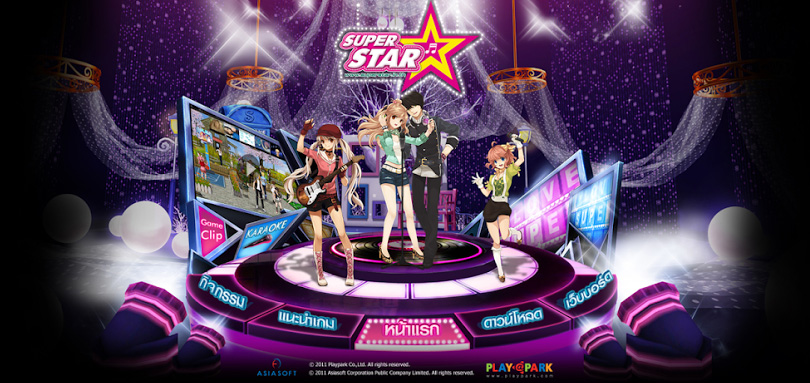 SUPER
STAR
Game
Clip
KARAOKE
กิจกรรม
แนะนำเกม
หน้าแรก
ดาวน์โหลด
เว็บบอร์ด
ASIASOFT
© 2011 Playpark Co.,Ltd. All rights reserved.
© 2011 Asiasoft Corporation Public Company Limited. All rights reserved.
PLAY PARK
www.playpark.com